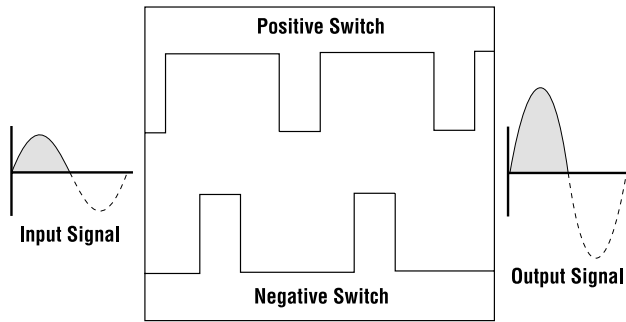 Positive Switch
Input Signal
Output Signal
Negative Switch